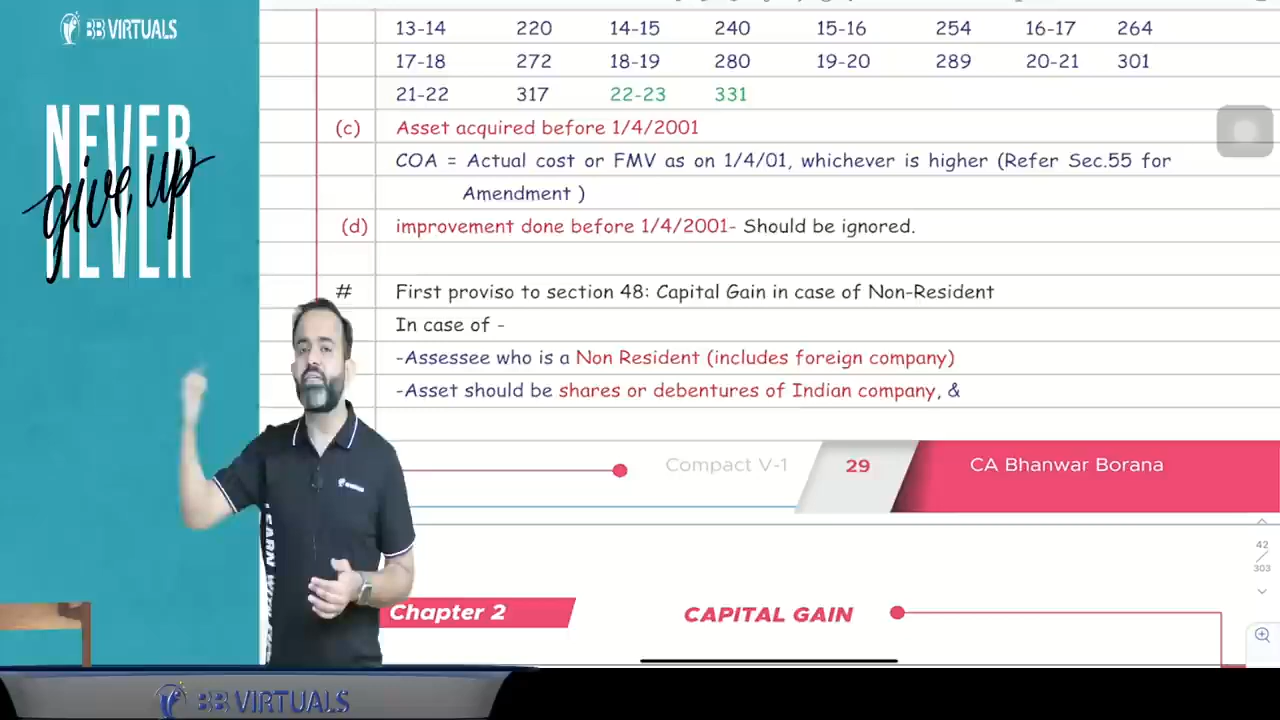 BB VIRTUALS
NEVER
give up
NEVER
13-14 220 14-15 240 15-16 254 16-17 264
17-18 272 18-19 280 19-20 289 20-21 301
21-22 317 22-23 331
(c) Asset acquired before 1/4/2001
COA = Actual cost or FMV as on 1/4/01, whichever is higher (Refer Sec.55 for
Amendment )
(d) improvement done before 1/4/2001- Should be ignored.
# First proviso to section 48: Capital Gain in case of Non-Resident
In case of -
-Assessee who is a Non Resident (includes foreign company)
-Asset should be shares or debentures of Indian company, &
Compact V-1 29 CA Bhanwar Borana
42
303
Chapter 2 CAPITAL GAIN
BB VIRTUALS